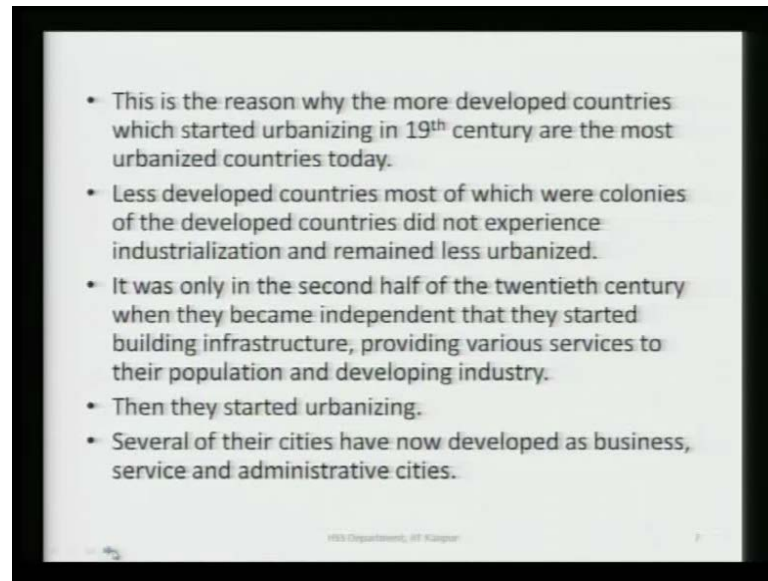 • This is the reason why the more developed countries
which started urbanizing in 19th century are the most
urbanized countries today.
• Less developed countries most of which were colonies
of the developed countries did not experience
industrialization and remained less urbanized.
• It was only in the second half of the twentieth century
when they became independent that they started
building infrastructure, providing various services to
their population and developing industry.
• Then they started urbanizing.
• Several of their cities have now developed as business,
service and administrative cities.
HSS Department, IIT Kanpur
7